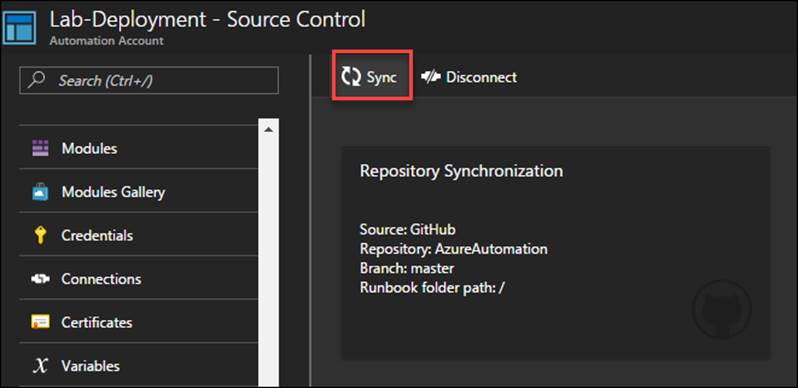 Lab-Deployment - Source Control
Automation Account
Search (Ctrl+/)
Sync
Disconnect
Modules
Modules Gallery
Credentials
Connections
Certificates
Variables
Repository Synchronization
Source: GitHub
Repository: AzureAutomation
Branch: master
Runbook folder path: /